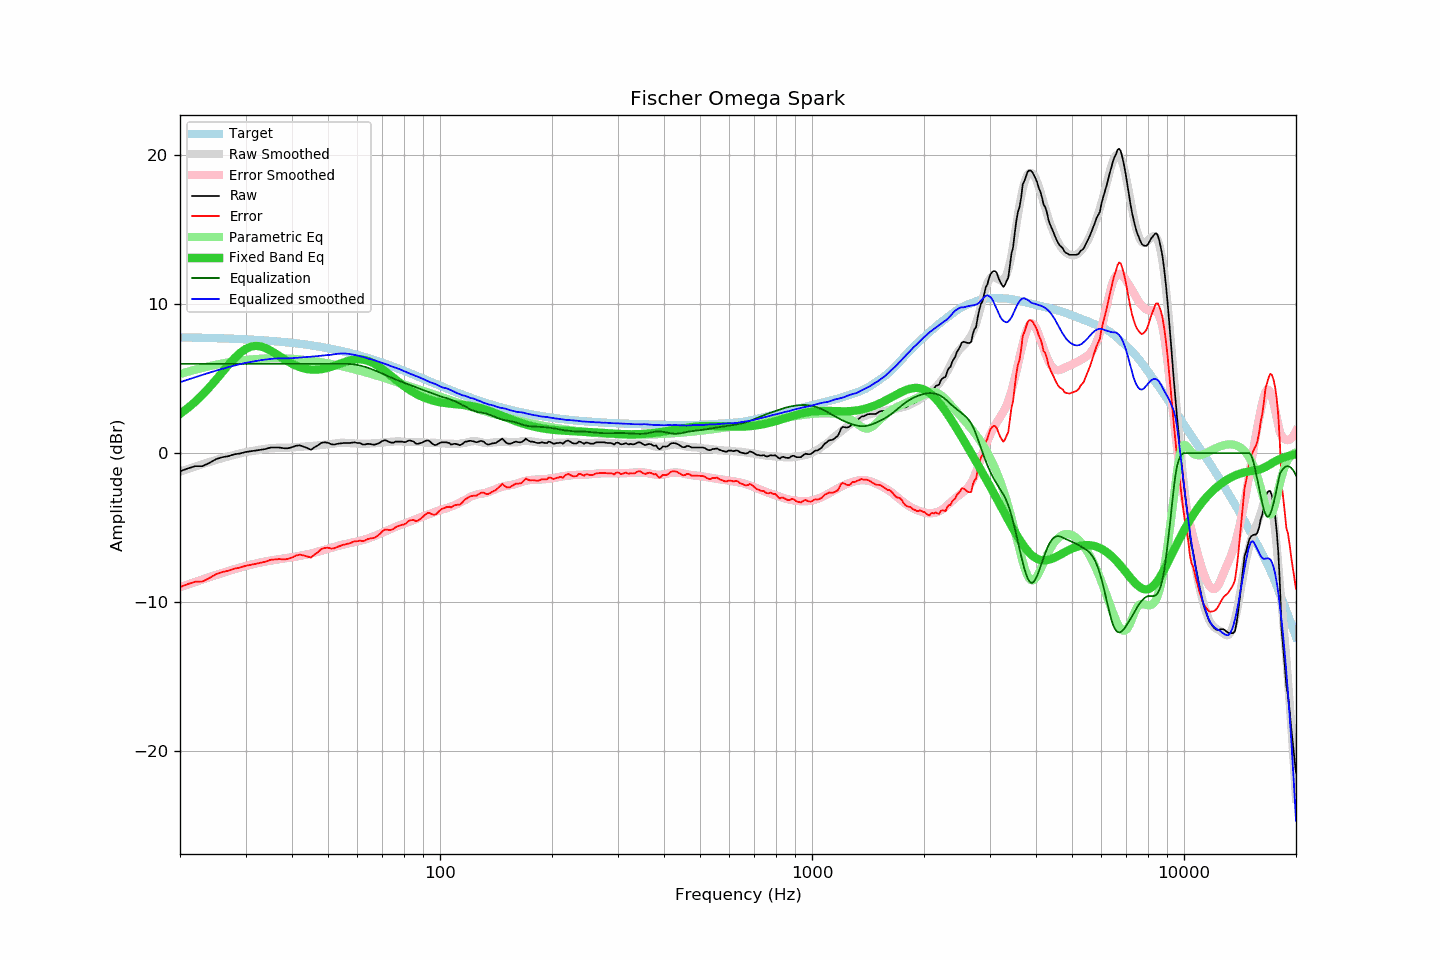 Fischer Omega Spark
Target
Raw Smoothed
Error Smoothed
Raw
Error
Parametric Eq
Fixed Band Eq
Equalization
Equalized smoothed
20
10
0
−10
−20
Amplitude (dBr)
100
1000
10000
Frequency (Hz)